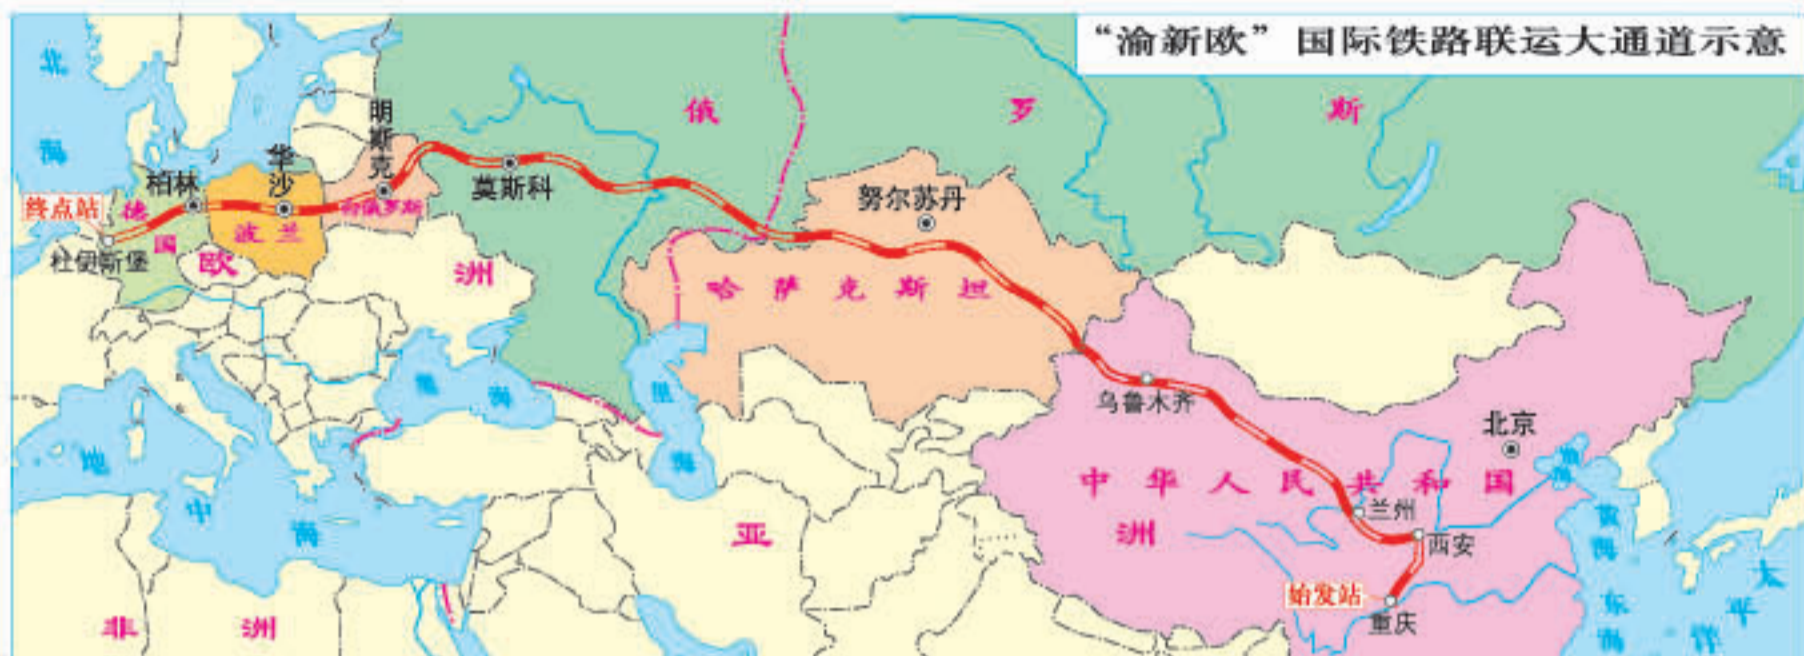 “渝新欧”国际铁路联运大通道示意
北海
俄罗斯
明斯克
华沙
柏林
莫斯科
努尔苏丹
终点站
德国
波兰
白俄罗斯
杜伊斯堡
欧洲
哈萨克斯坦
黑海
里海
乌鲁木齐
北京
渤海
地中海
中华人民共和国
亚洲
兰州
西安
黄海
始发站
重庆
东海
太平洋
非洲